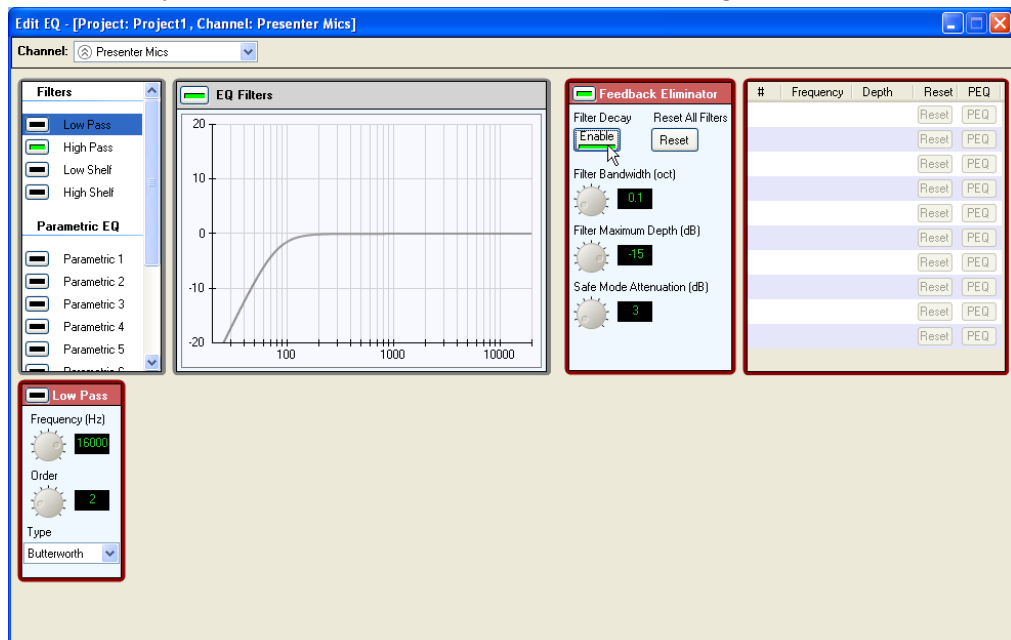 Edit EQ - [Project: Project1, Channel: Presenter Mics]
Channel: Presenter Mics
Filters
Low Pass
High Pass
Low Shelf
High Shelf
Parametric EQ
Parametric 1
Parametric 2
Parametric 3
Parametric 4
Parametric 5
EQ Filters
20
10
0
-10
-20
100 1000 10000
Feedback Eliminator
Filter Decay Reset All Filters
Enable Reset
Filter Bandwidth (oct)
0.1
Filter Maximum Depth (dB)
-15
Safe Mode Attenuation (dB)
3
# Frequency Depth Reset PEQ
Reset PEQ
Reset PEQ
Reset PEQ
Reset PEQ
Reset PEQ
Reset PEQ
Reset PEQ
Reset PEQ
Reset PEQ
Reset PEQ
Low Pass
Frequency (Hz)
16000
Order
2
Type
Butterworth